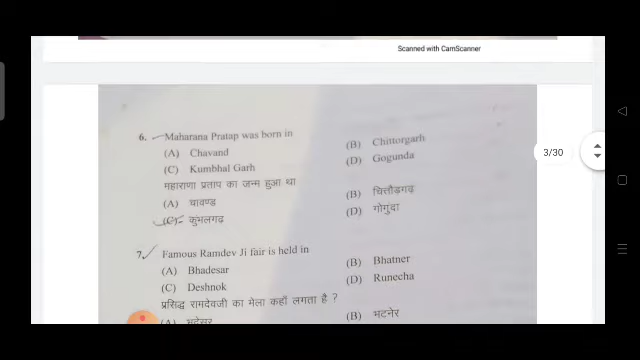 Scanned with CamScanner
6. Maharana Pratap was born in
(A) Chavand (B) Chittorgarh
(C) Kumbhal Garh (D) Gogunda
महाराणा प्रताप का जन्म हुआ था
(A) चावण्ड (B) चित्तौड़गढ़
(C) कुंभलगढ़ (D) गोगुंदा
3/30
7. Famous Ramdev Ji fair is held in
(A) Bhadesar (B) Bhatner
(C) Deshnok (D) Runecha
प्रसिद्ध रामदेवजी का मेला कहाँ लगता है ?
(A) भदेसर (B) भटनेर